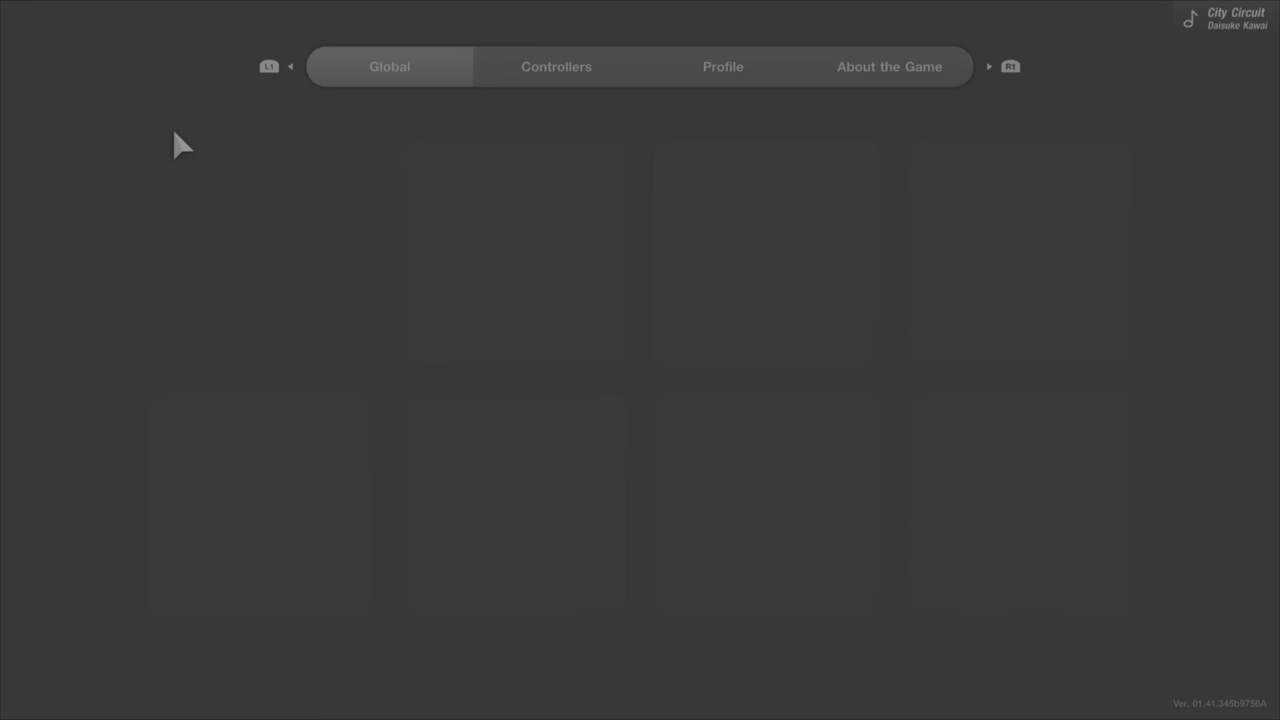 City Circuit
Daisuke Kawai
L1 Global Controllers Profile About the Game R1
Ver. 01.41.345b9756A